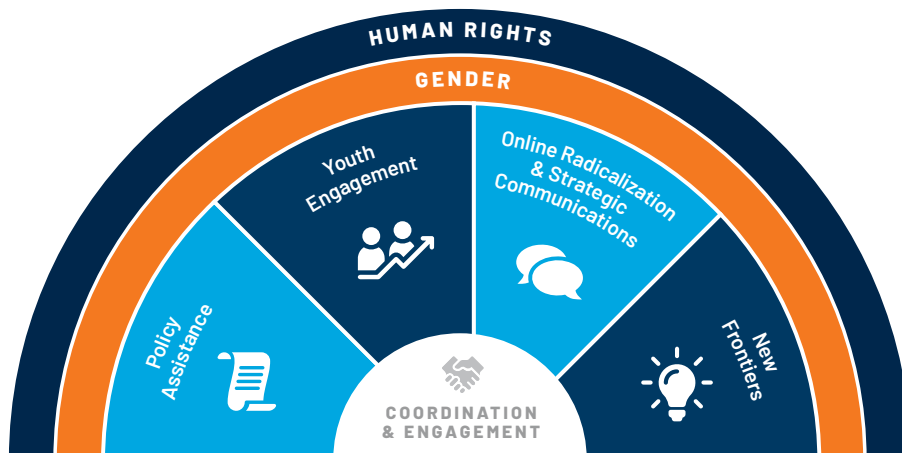 HUMAN RIGHTS
GENDER
Youth
Engagement
Online Radicalization
& Strategic
Communications
Policy
Assistance
New
Frontiers
COORDINATION
& ENGAGEMENT